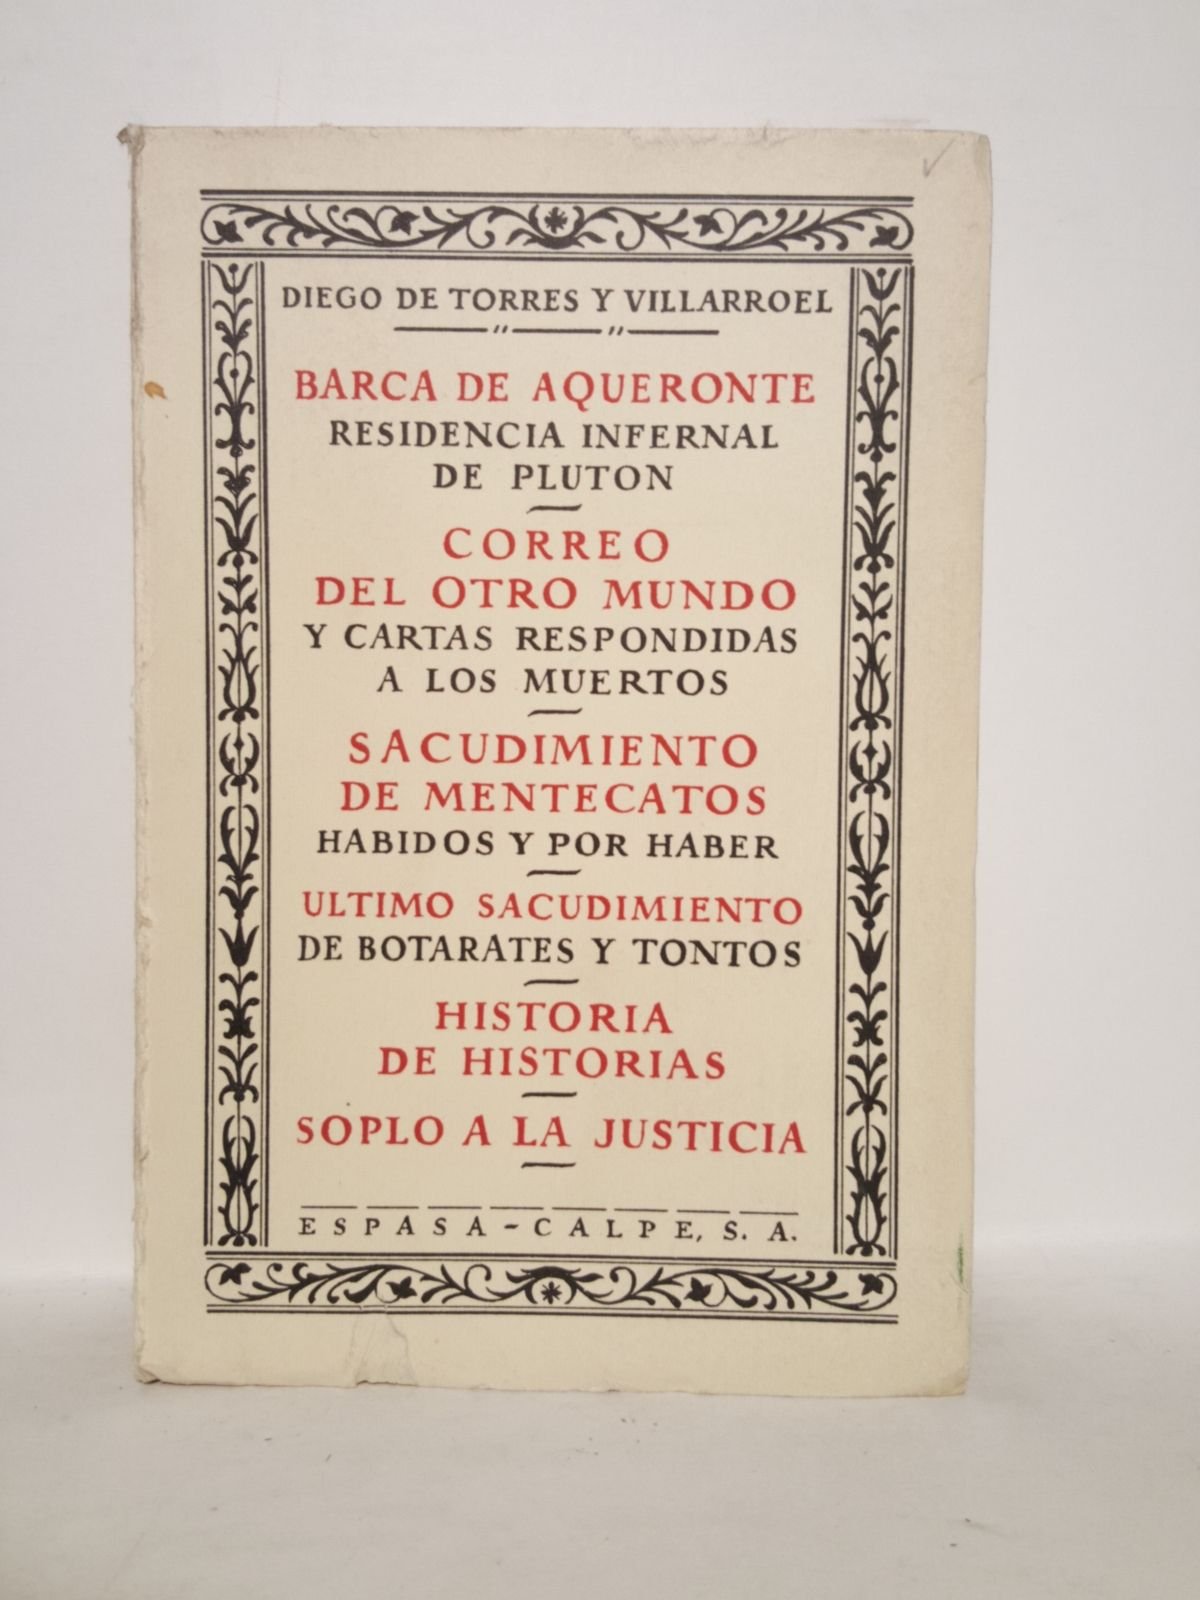 DIEGO DE TORRES Y VILLARROEL
BARCA DE AQUERONTE
RESIDENCIA INFERNAL
DE PLUTON
CORREO
DEL OTRO MUNDO
Y CARTAS RESPONDIDAS
A LOS MUERTOS
SACUDIMIENTO
DE MENTECATOS
HABIDOS Y POR HABER
ULTIMO SACUDIMIENTO
DE BOTARATES Y TONTOS
HISTORIA
DE HISTORIAS
SOPLO A LA JUSTICIA
ESPASA-CALPE, S. A.